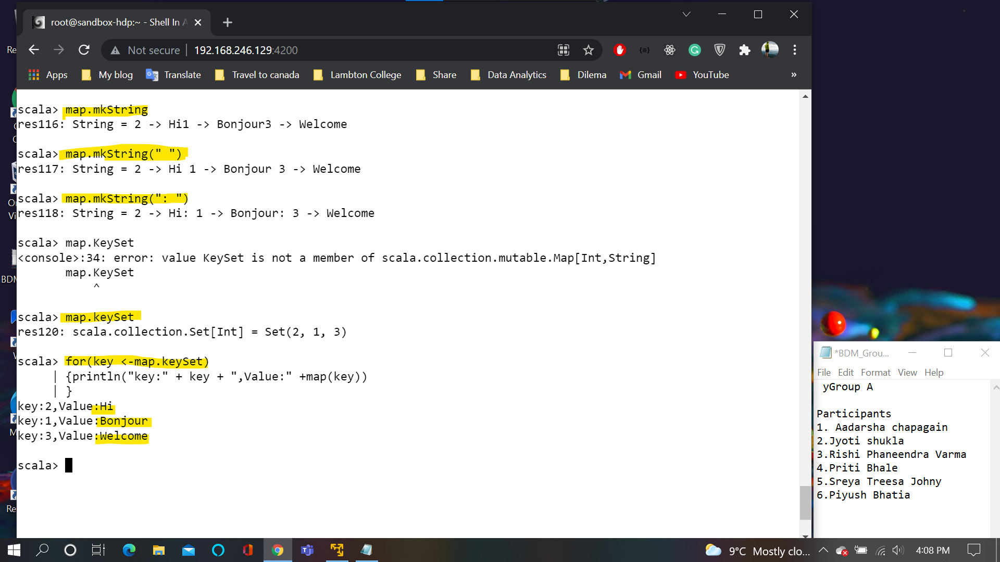 root@sandbox-hdp:~ - Shell In A
Not secure | 192.168.246.129:4200
Apps My blog Translate Travel to canada Lambton College Share Data Analytics Dilema Gmail YouTube »
scala> map.mkString
res116: String = 2 -> Hi1 -> Bonjour3 -> Welcome
scala> map.mkString(" ")
res117: String = 2 -> Hi 1 -> Bonjour 3 -> Welcome
scala> map.mkString(": ")
res118: String = 2 -> Hi: 1 -> Bonjour: 3 -> Welcome
scala> map.KeySet
<console>:34: error: value KeySet is not a member of scala.collection.mutable.Map[Int,String]
map.KeySet
^
scala> map.keySet
res120: scala.collection.Set[Int] = Set(2, 1, 3)
scala> for(key <-map.keySet)
| {println("key:" + key + ",Value:" +map(key))
| }
key:2,Value:Hi
key:1,Value:Bonjour
key:3,Value:Welcome
scala>
*BDM_Grou...
File Edit Format View Help
yGroup A
Participants
1. Aadarsha chapagain
2.Jyoti shukla
3.Rishi Phaneendra Varma
4.Priti Bhale
5.Sreya Treesa Johny
6.Piyush Bhatia
9°C Mostly clo... 4:08 PM